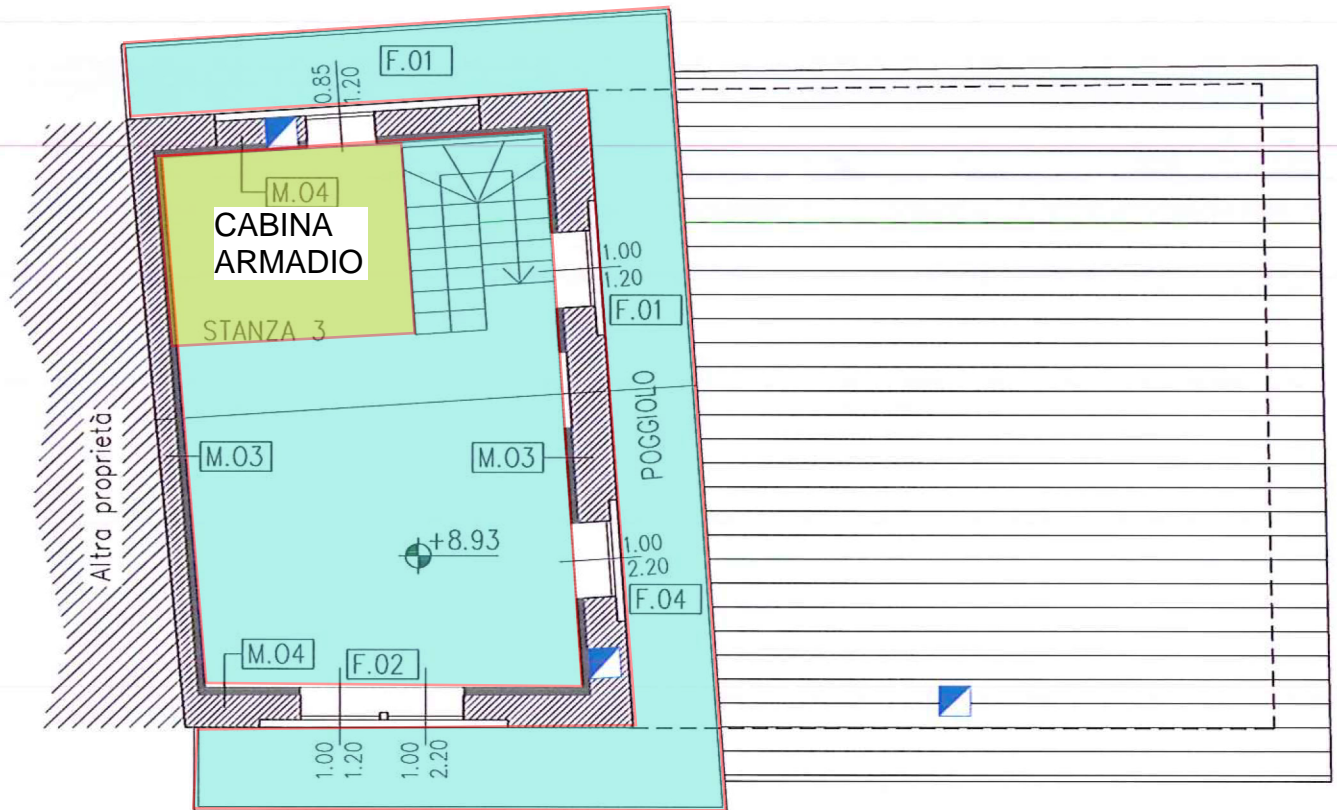 F.01
0.85
1.20
M.04
CABINA
ARMADIO
STANZA 3
1.00
1.20
F.01
POGGIOLO
Altra proprietà
M.03
M.03
+8.93
1.00
2.20
F.04
M.04
F.02
1.00
1.20
1.00
2.20